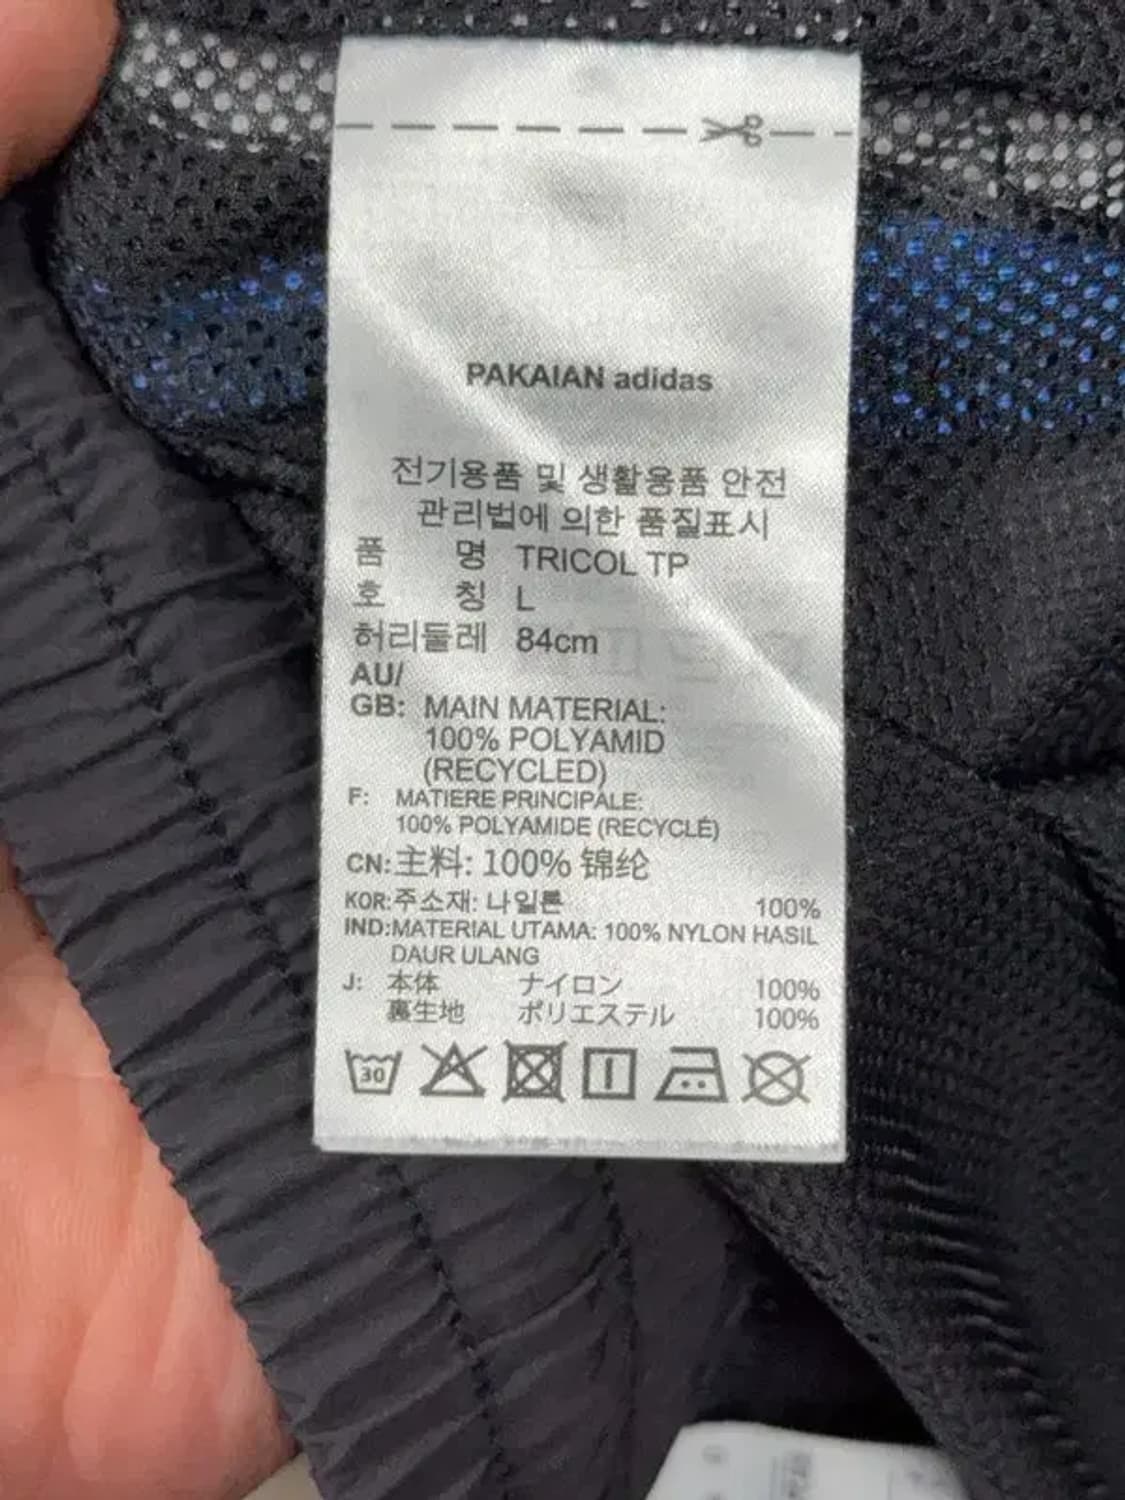 PAKAIAN adidas
전기용품 및 생활용품 안전
관리법에 의한 품질표시
품 명 TRICOL TP
호 칭 L
허리둘레 84cm
AU/
GB: MAIN MATERIAL:
100% POLYAMID
(RECYCLED)
F: MATIERE PRINCIPALE:
100% POLYAMIDE (RECYCLÉ)
CN: 主料: 100% 锦纶
KOR:주소재: 나일론 100%
IND:MATERIAL UTAMA: 100% NYLON HASIL
DAUR ULANG
J: 本体 ナイロン 100%
裏生地 ポリエステル 100%
30